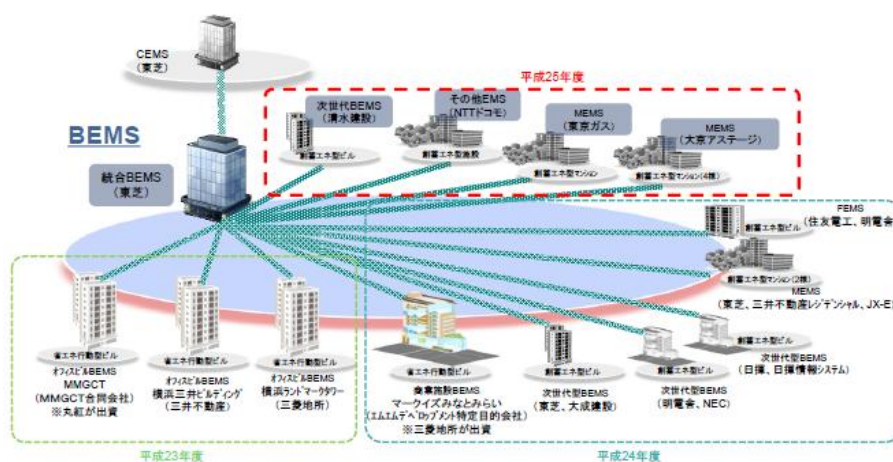 CEMS
(東芝)
平成25年度
BEMS
統合BEMS
(東芝)
次世代BEMS
(清水建設)
創蓄エネ型ビル
その他EMS
(NTTドコモ)
創蓄エネ型施設
MEMS
(東京ガス)
創蓄エネ型マンション
MEMS
(大京アステージ)
創蓄エネ型マンション(4棟)
FEMS
(住友電工、明電舎)
創蓄エネ型ビル
創蓄エネ型マンション(2棟)
MEMS
(東芝、三井不動産レジデンシャル、JX-E)
省エネ行動型ビル
オフィスビルBEMS
MMGCT
(MMGCT合同会社)
※丸紅が出資
省エネ行動型ビル
オフィスビルBEMS
横浜三井ビルディング
(三井不動産)
省エネ行動型ビル
オフィスビルBEMS
横浜ランドマークタワー
(三菱地所)
省エネ行動型ビル
商業施設BEMS
マークイズみなとみらい
(エムエムデベロップメント特定目的会社)
※三菱地所が出資
創蓄エネ型ビル
次世代型BEMS
(東芝、大成建設)
創蓄エネ型ビル
次世代型BEMS
(明電舎、NEC)
創蓄エネ型ビル
次世代型BEMS
(日揮、日揮情報システム)
平成23年度
平成24年度